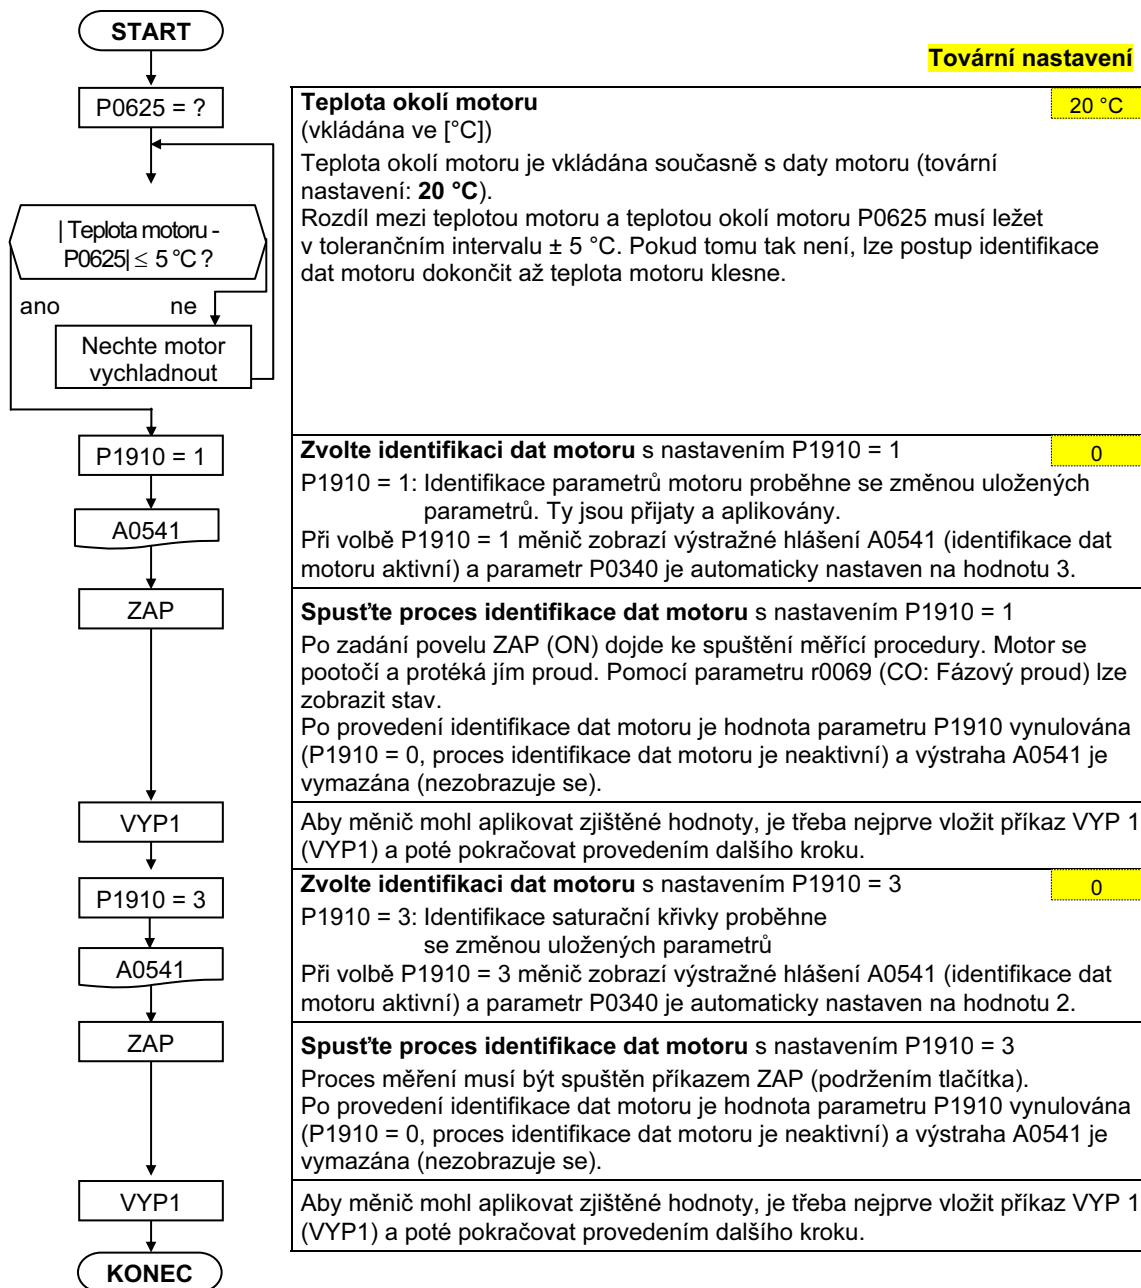 START
Tovární nastavení
P0625 = ?
Teplota okolí motoru
20 °C
(vkládána ve [°C])
Teplota okolí motoru je vkládána současně s daty motoru (tovární
nastavení: 20 °C).
Rozdíl mezi teplotou motoru a teplotou okolí motoru P0625 musí ležet
v tolerančním intervalu ± 5 °C. Pokud tomu tak není, lze postup identifikace
dat motoru dokončit až teplota motoru klesne.
| Teplota motoru -
P0625| ≤ 5 °C ?
ano
ne
Nechte motor
vychladnout
P1910 = 1
Zvolte identifikaci dat motoru s nastavením P1910 = 1
0
P1910 = 1: Identifikace parametrů motoru proběhne se změnou uložených
parametrů. Ty jsou přijaty a aplikovány.
A0541
Při volbě P1910 = 1 měnič zobrazí výstražné hlášení A0541 (identifikace dat
motoru aktivní) a parametr P0340 je automaticky nastaven na hodnotu 3.
ZAP
Spusťte proces identifikace dat motoru s nastavením P1910 = 1
Po zadání povelu ZAP (ON) dojde ke spuštění měřící procedury. Motor se
pootočí a protéká jím proud. Pomocí parametru r0069 (CO: Fázový proud) lze
zobrazit stav.
Po provedení identifikace dat motoru je hodnota parametru P1910 vynulována
(P1910 = 0, proces identifikace dat motoru je neaktivní) a výstraha A0541 je
vymazána (nezobrazuje se).
VYP1
Aby měnič mohl aplikovat zjištěné hodnoty, je třeba nejprve vložit příkaz VYP 1
(VYP1) a poté pokračovat provedením dalšího kroku.
P1910 = 3
Zvolte identifikaci dat motoru s nastavením P1910 = 3
0
P1910 = 3: Identifikace saturační křivky proběhne
se změnou uložených parametrů
A0541
Při volbě P1910 = 3 měnič zobrazí výstražné hlášení A0541 (identifikace dat
motoru aktivní) a parametr P0340 je automaticky nastaven na hodnotu 2.
ZAP
Spusťte proces identifikace dat motoru s nastavením P1910 = 3
Proces měření musí být spuštěn příkazem ZAP (podržením tlačítka).
Po provedení identifikace dat motoru je hodnota parametru P1910 vynulována
(P1910 = 0, proces identifikace dat motoru je neaktivní) a výstraha A0541 je
vymazána (nezobrazuje se).
VYP1
Aby měnič mohl aplikovat zjištěné hodnoty, je třeba nejprve vložit příkaz VYP 1
(VYP1) a poté pokračovat provedením dalšího kroku.
KONEC